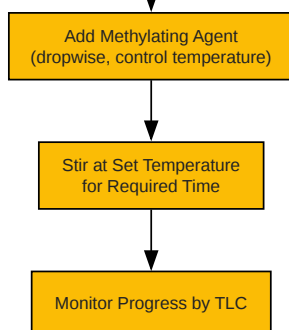 Add Methylating Agent
(dropwise, control temperature)
Stir at Set Temperature
for Required Time
Monitor Progress by TLC